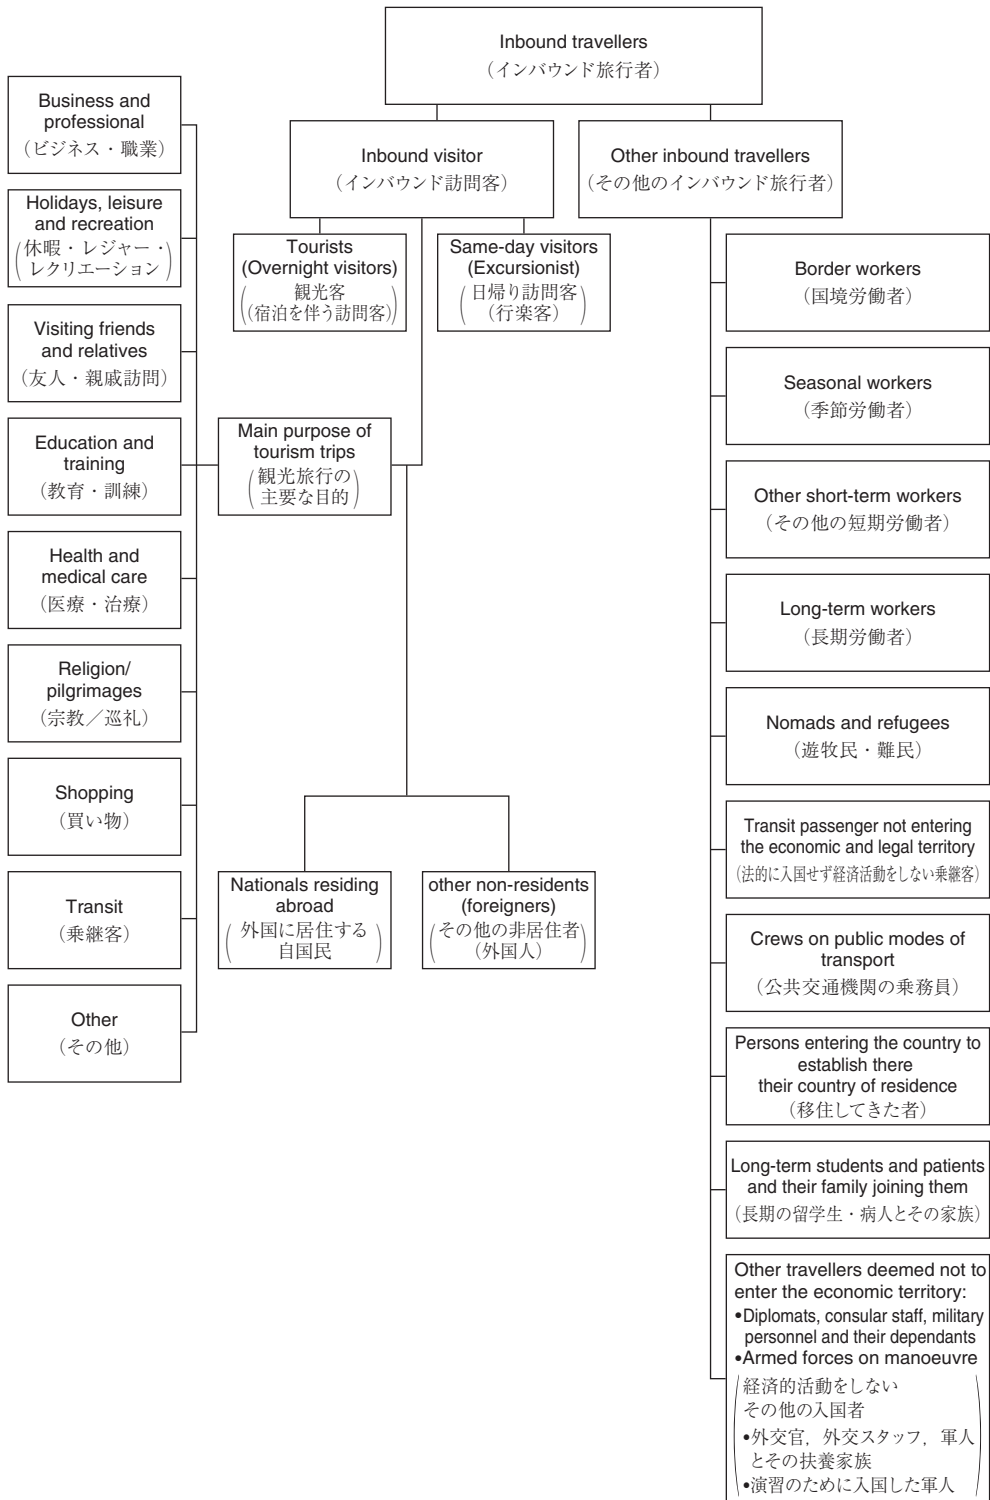 Inbound travellers
（インバウンド旅行者）
Inbound visitor
（インバウンド訪問客）
Other inbound travellers
（その他のインバウンド旅行者）
Tourists
(Overnight visitors)
（観光客
（宿泊を伴う訪問客））
Same-day visitors
(Excursionist)
（日帰り訪問客
（行楽客））
Main purpose of
tourism trips
（観光旅行の
主要な目的）
Business and
professional
（ビジネス・職業）
Holidays, leisure
and recreation
（休暇・レジャー・
レクリエーション）
Visiting friends
and relatives
（友人・親戚訪問）
Education and
training
（教育・訓練）
Health and
medical care
（医療・治療）
Religion/
pilgrimages
（宗教／巡礼）
Shopping
（買い物）
Transit
（乗継客）
Other
（その他）
Nationals residing
abroad
（外国に居住する
自国民）
other non-residents
(foreigners)
（その他の非居住者
（外国人））
Border workers
（国境労働者）
Seasonal workers
（季節労働者）
Other short-term workers
（その他の短期労働者）
Long-term workers
（長期労働者）
Nomads and refugees
（遊牧民・難民）
Transit passenger not entering
the economic and legal territory
（法的に入国せず経済活動をしない乗継客）
Crews on public modes of
transport
（公共交通機関の乗務員）
Persons entering the country to
establish there
their country of residence
（移住してきた者）
Long-term students and patients
and their family joining them
（長期の留学生・病人とその家族）
Other travellers deemed not to
enter the economic territory:
•Diplomats, consular staff, military
personnel and their dependants
•Armed forces on manoeuvre
（経済的活動をしない
その他の入国者
•外交官，外交スタッフ，軍人
とその扶養家族
•演習のために入国した軍人）